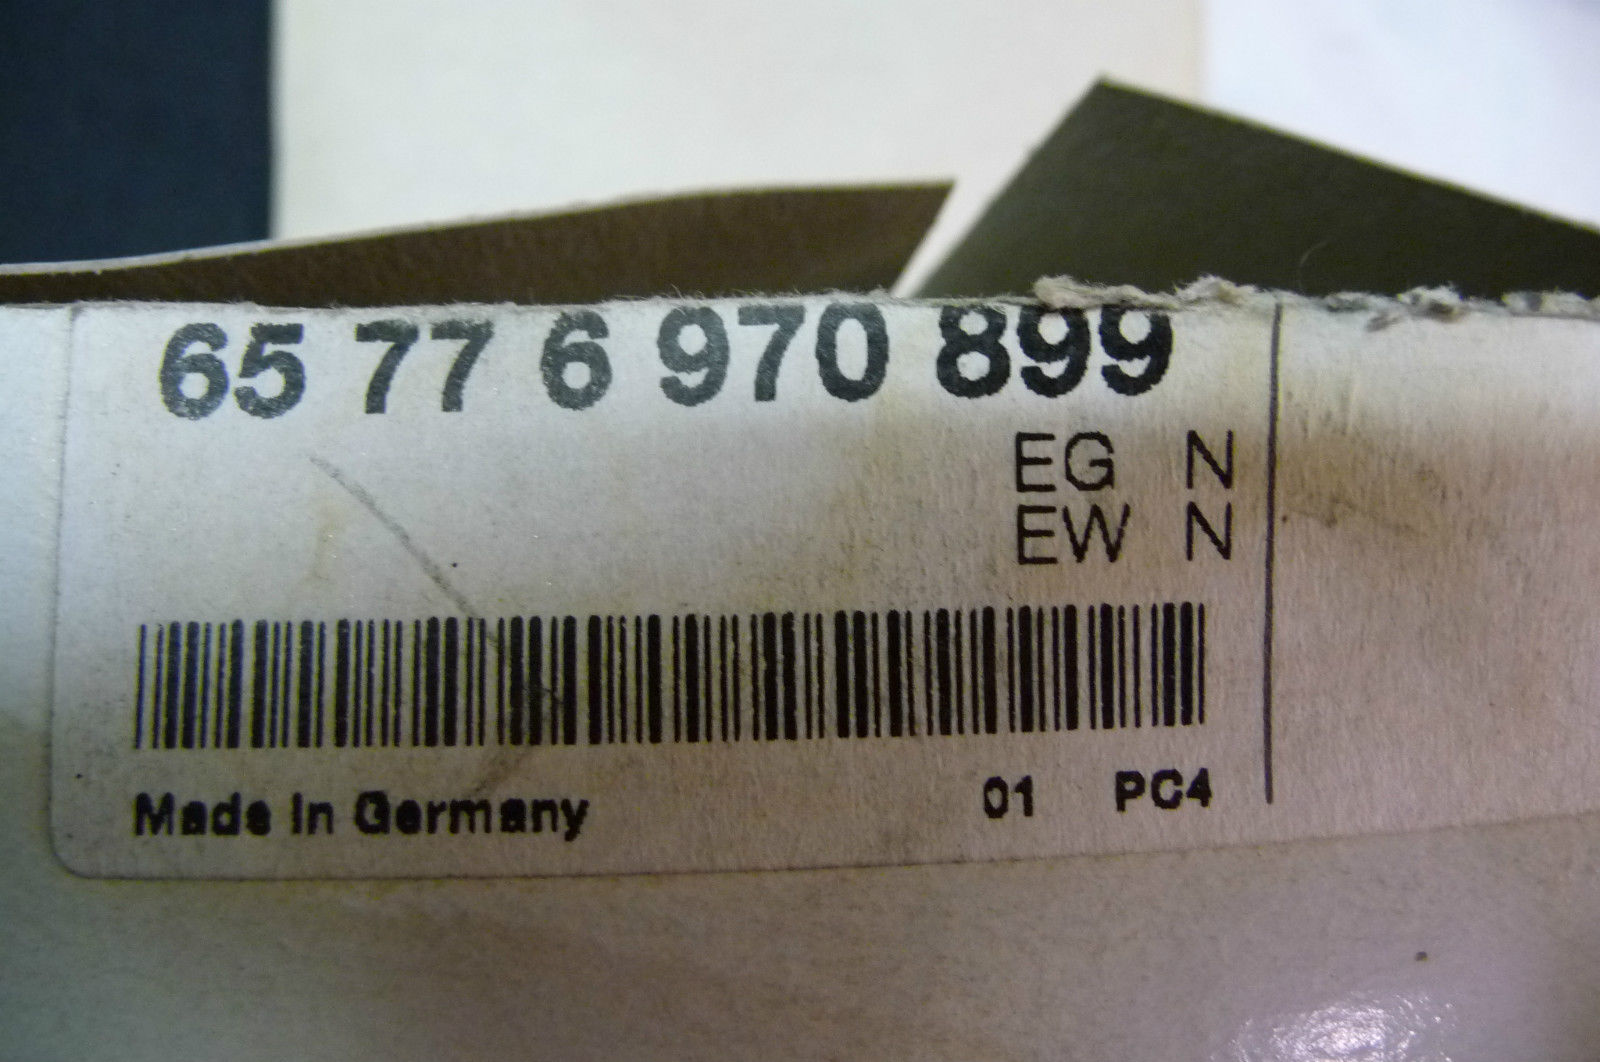 65 77 6 970 899
EG N
EW N
Made in Germany 01 PC4